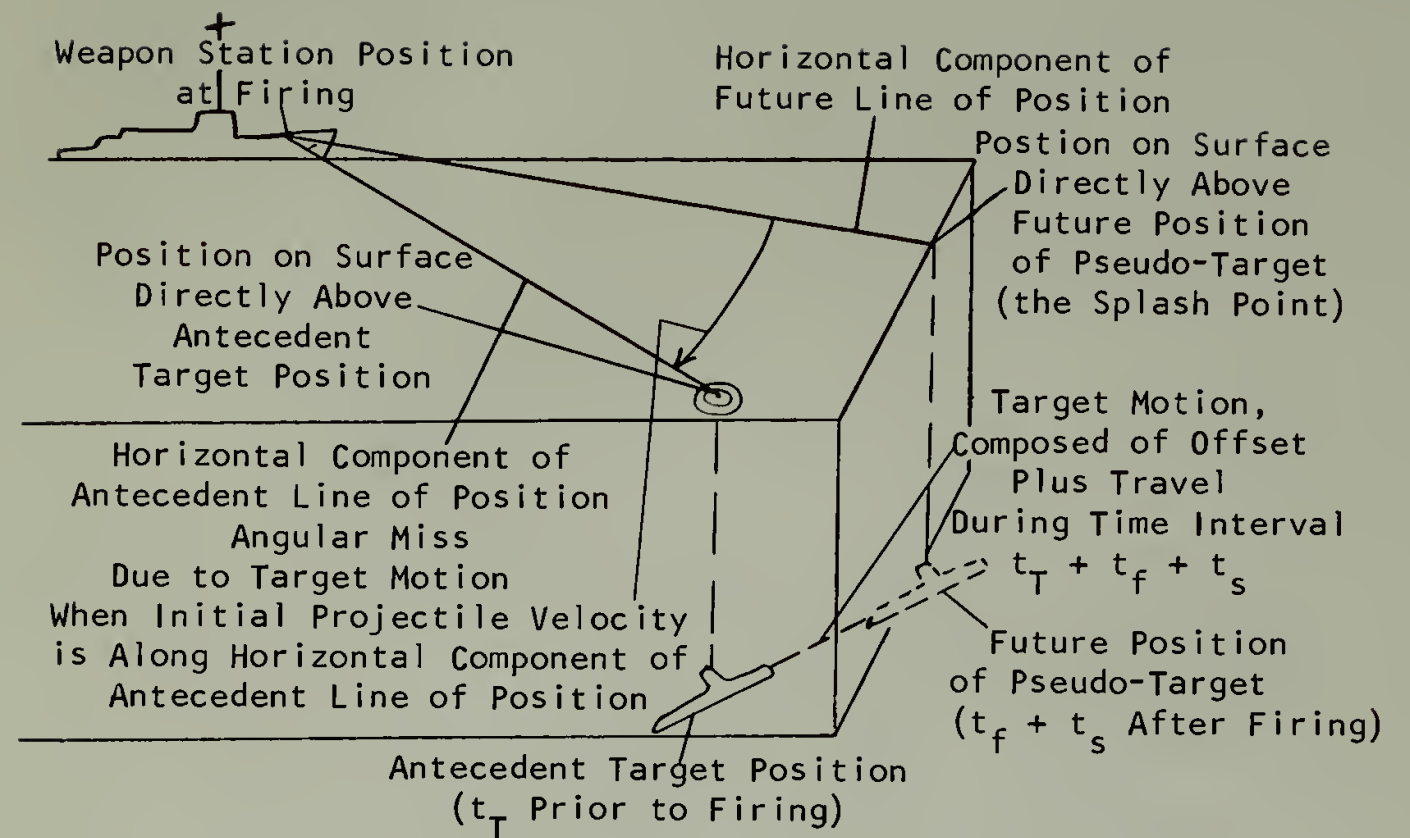 Weapon Station Position
at Firing
Horizontal Component of
Future Line of Position
Postion on Surface
Directly Above
Future Position
of Pseudo-Target
(the Splash Point)
Position on Surface
Directly Above
Antecedent
Target Position
Target Motion,
Composed of Offset
Plus Travel
During Time Interval
t_T + t_f + t_s
Horizontal Component of
Antecedent Line of Position
Angular Miss
Due to Target Motion
When Initial Projectile Velocity
is Along Horizontal Component of
Antecedent Line of Position
Future Position
of Pseudo-Target
(t_f + t_s After Firing)
Antecedent Target Position
(t_T Prior to Firing)